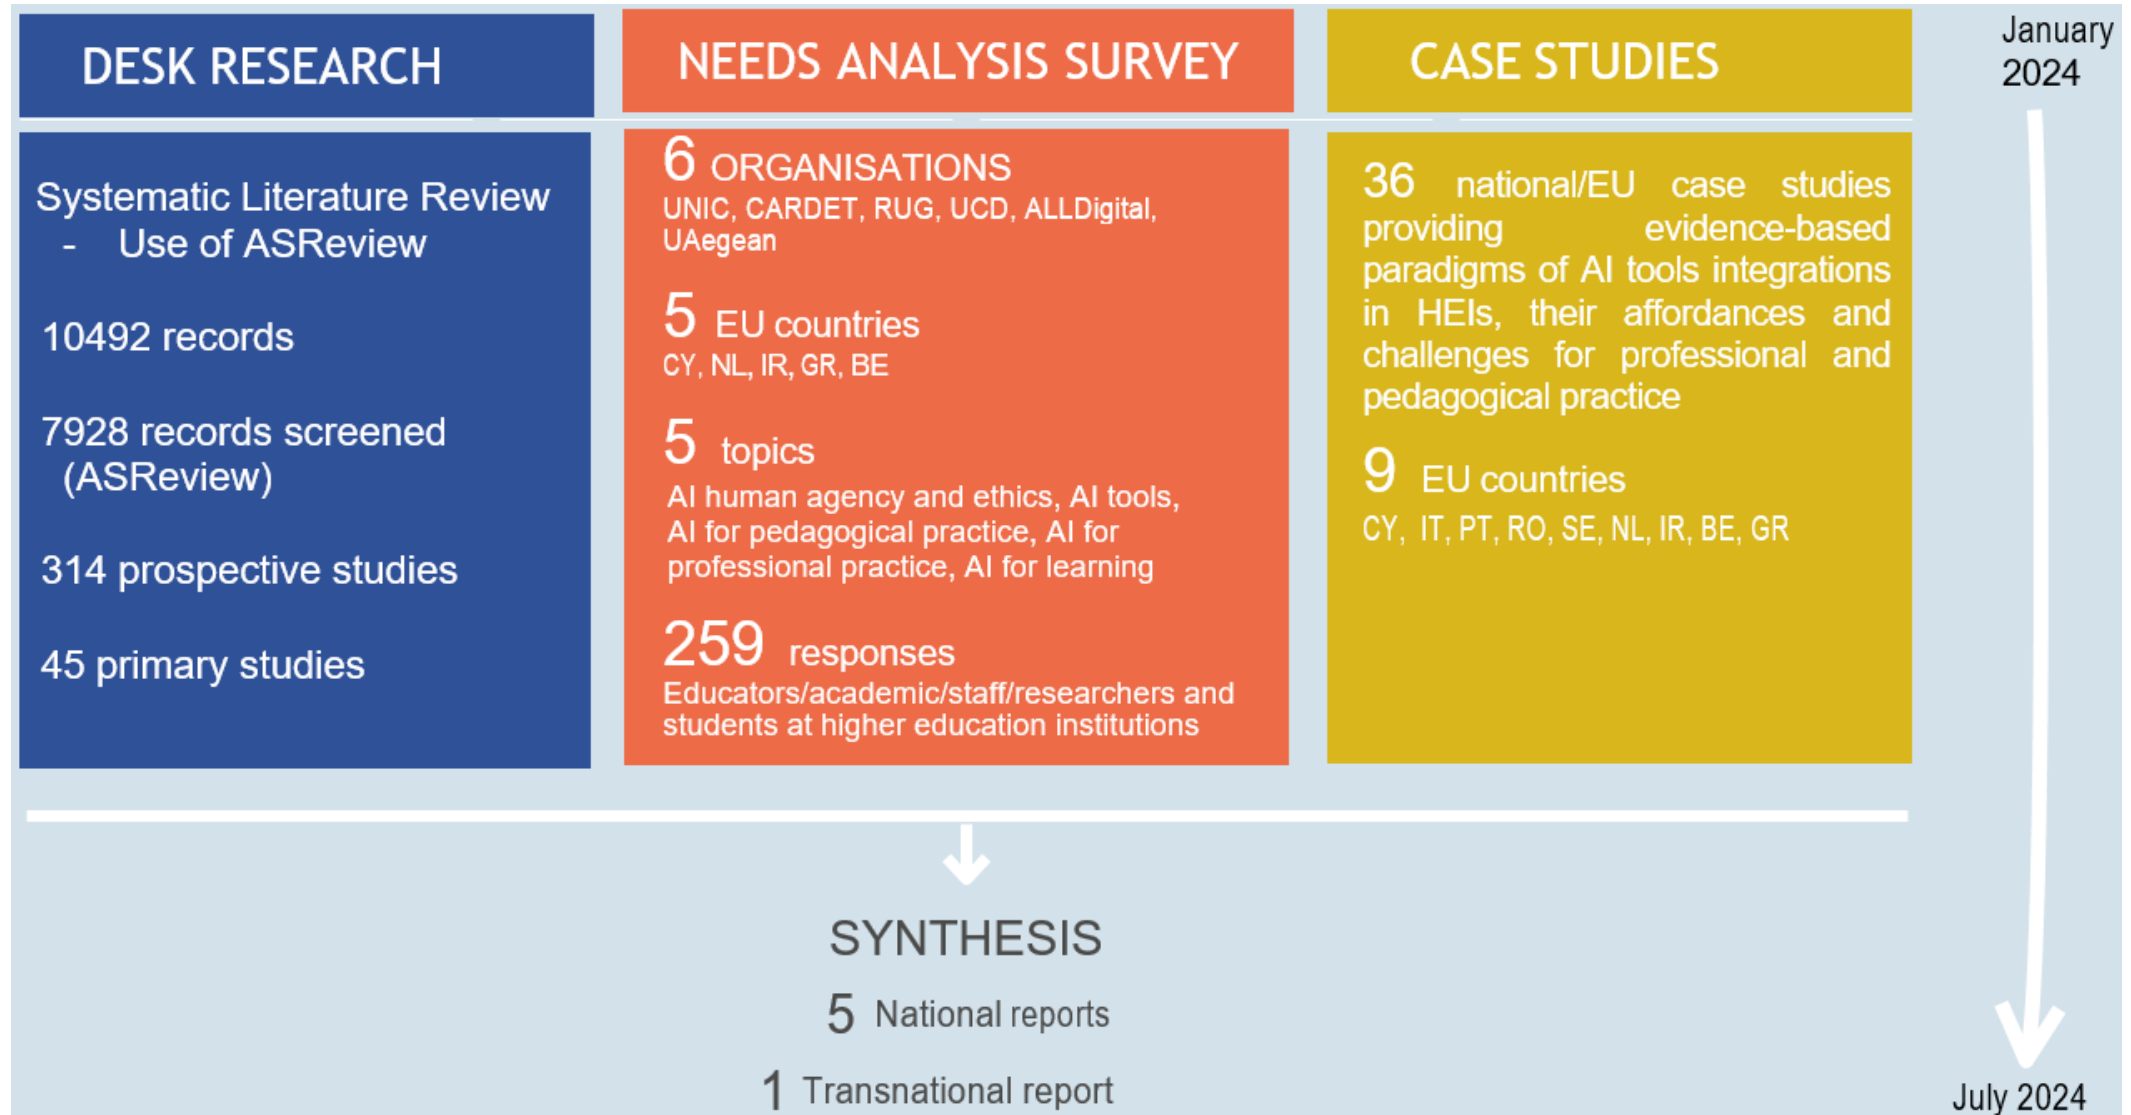 DESK RESEARCH
Systematic Literature Review
- Use of ASReview
10492 records
7928 records screened
(ASReview)
314 prospective studies
45 primary studies
NEEDS ANALYSIS SURVEY
6 ORGANISATIONS
UNIC, CARDET, RUG, UCD, ALLDigital,
UAegean
5 EU countries
CY, NL, IR, GR, BE
5 topics
AI human agency and ethics, AI tools,
AI for pedagogical practice, AI for
professional practice, AI for learning
259 responses
Educators/academic/staff/researchers and
students at higher education institutions
CASE STUDIES
36 national/EU case studies
providing evidence-based
paradigms of AI tools integrations
in HEIs, their affordances and
challenges for professional and
pedagogical practice
9 EU countries
CY, IT, PT, RO, SE, NL, IR, BE, GR
January
2024
July 2024
SYNTHESIS
5 National reports
1 Transnational report